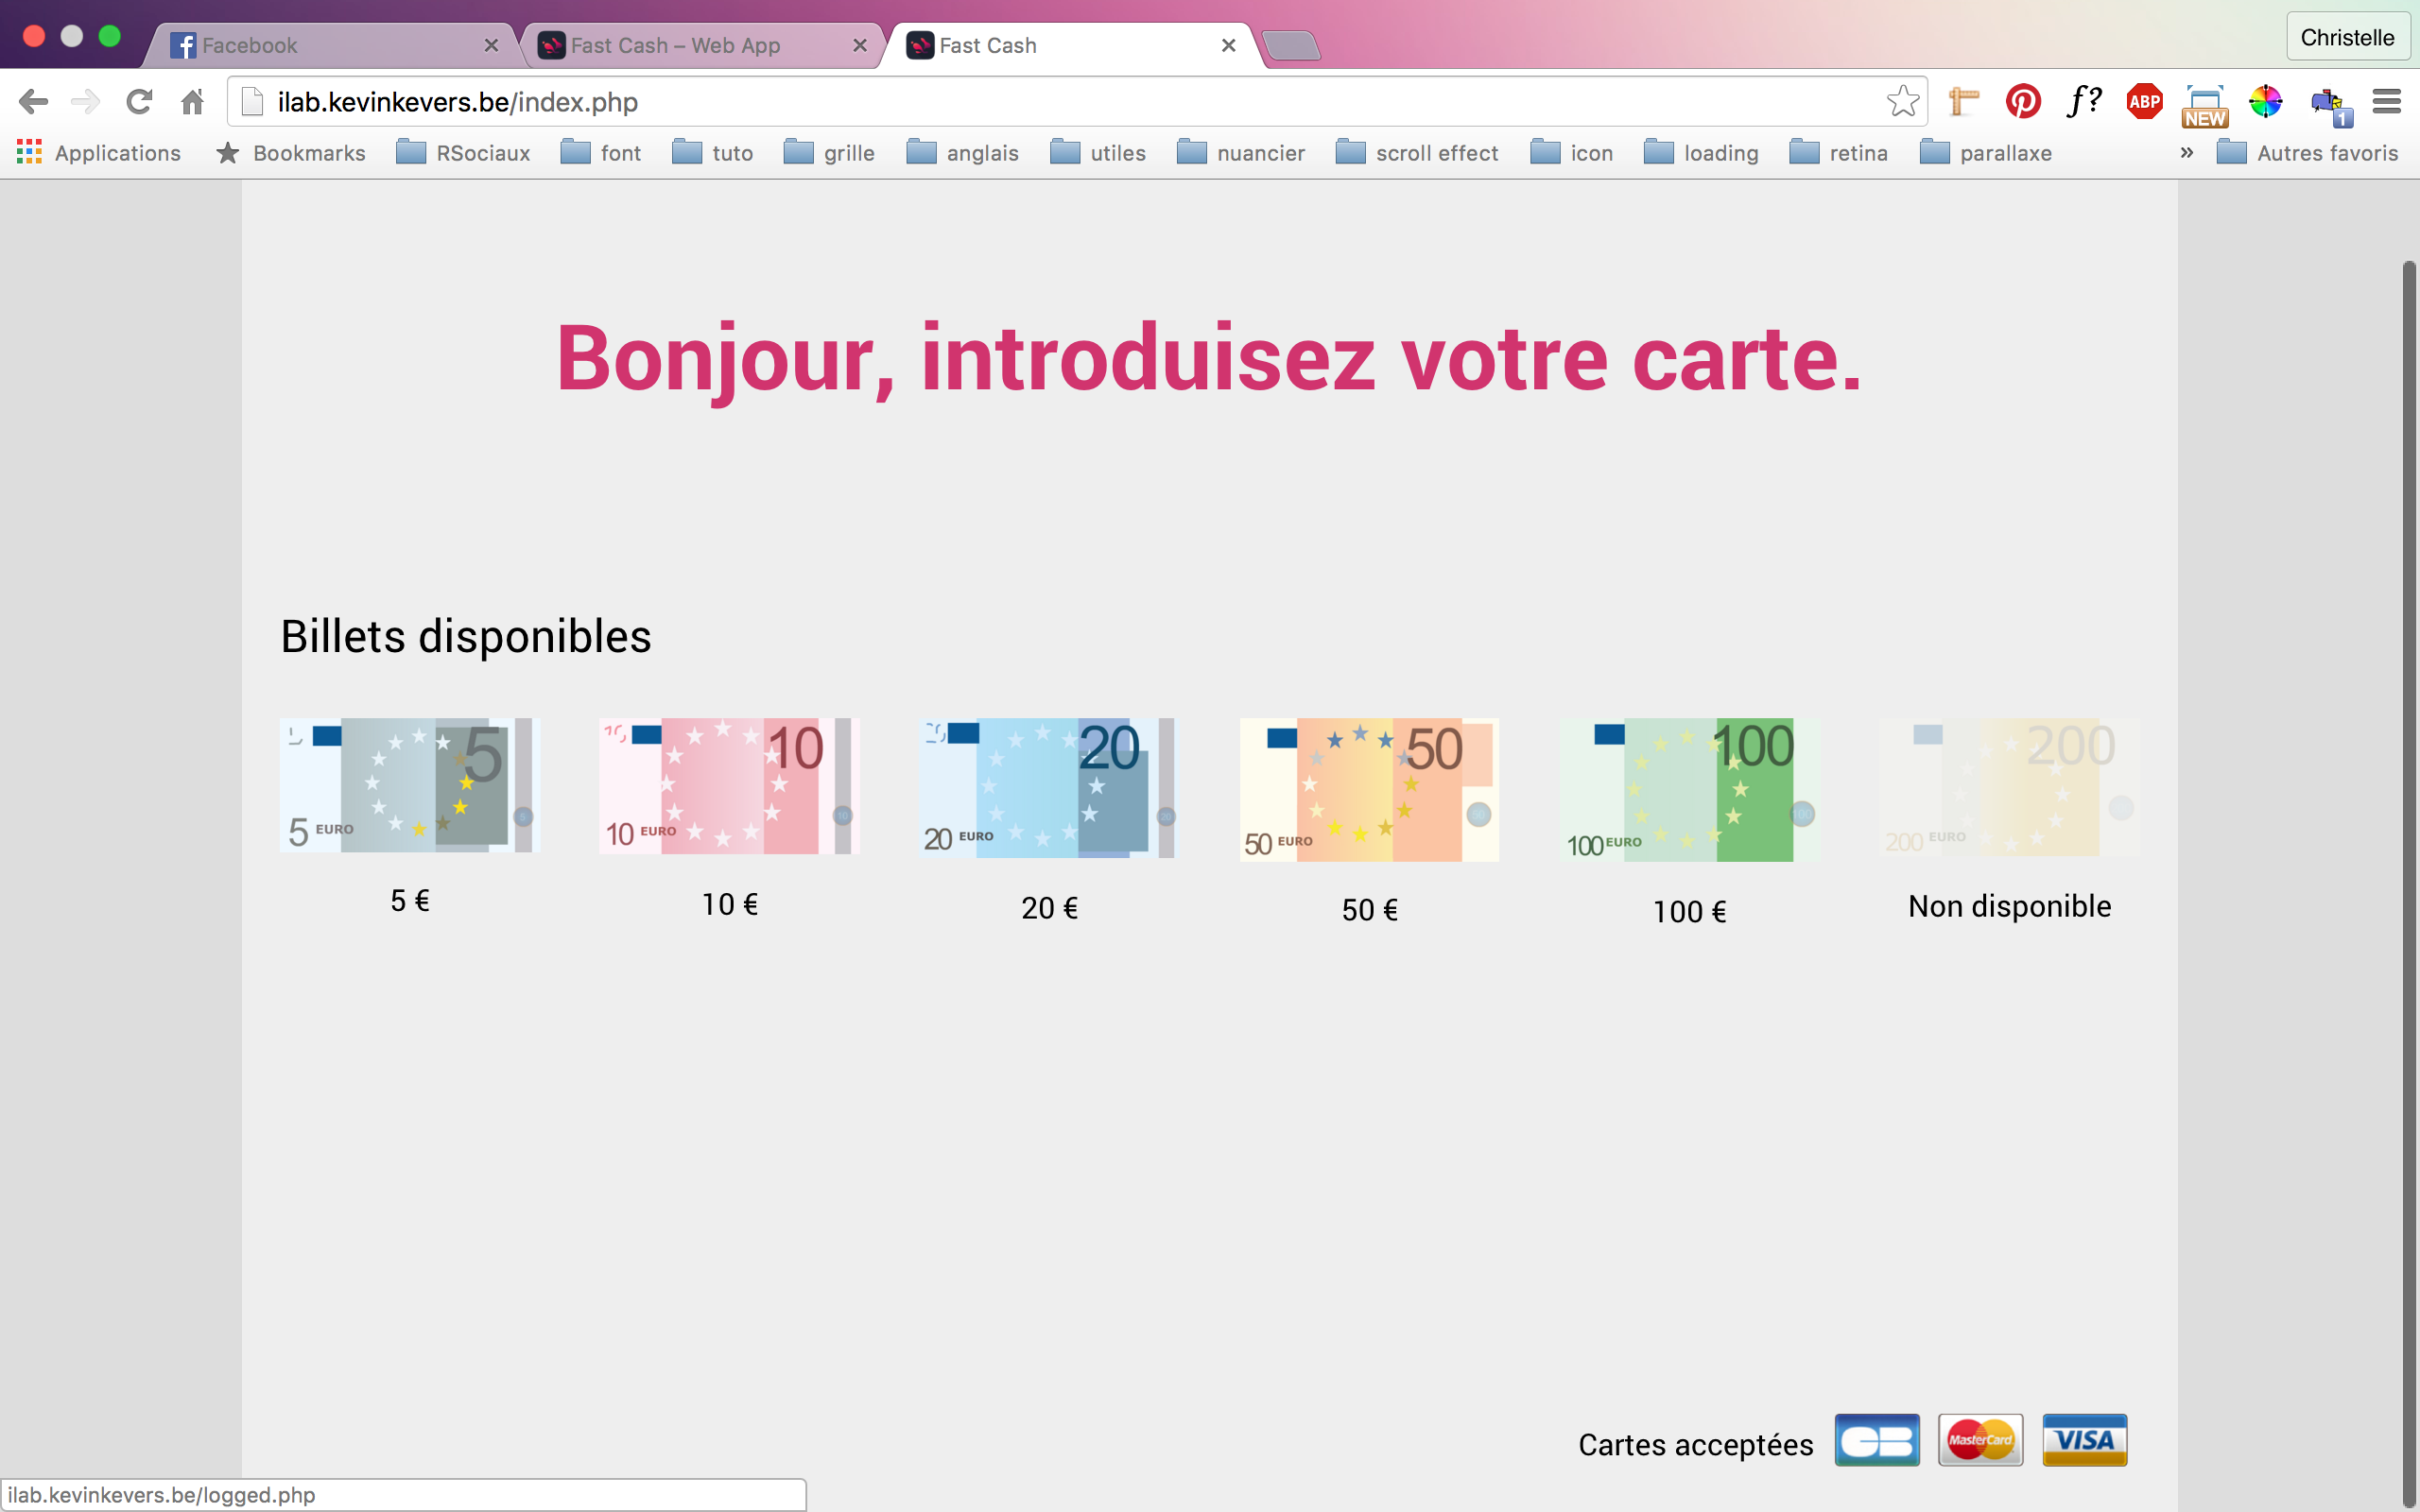 Facebook
Fast Cash – Web App
Fast Cash
Christelle
ilab.kevinkevers.be/index.php
f?
ABP
NEW
1
Applications
Bookmarks
RSociaux
font
tuto
grille
anglais
utiles
nuancier
scroll effect
icon
loading
retina
parallaxe
»
Autres favoris
Bonjour, introduisez votre carte.
Billets disponibles
5
5 EURO
10
10 EURO
20
20 EURO
50
50 EURO
100
100 EURO
200
200 EURO
5 €
10 €
20 €
50 €
100 €
Non disponible
Cartes acceptées
CB
MasterCard
VISA
ilab.kevinkevers.be/logged.php